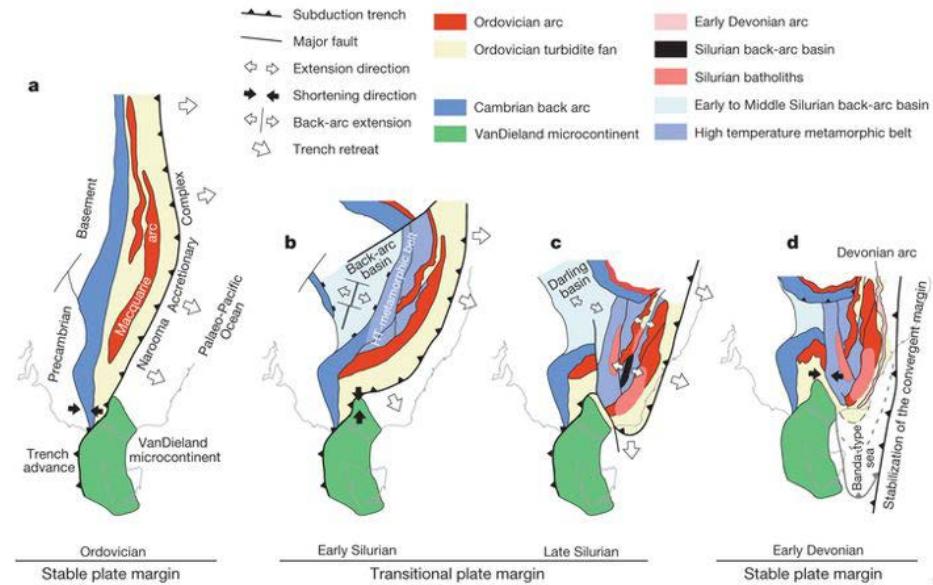 Subduction trench
Major fault
Extension direction
Shortening direction
Back-arc extension
Trench retreat
Ordovician arc
Ordovician turbidite fan
Cambrian back arc
VanDieland microcontinent
Early Devonian arc
Silurian back-arc basin
Silurian batholiths
Early to Middle Silurian back-arc basin
High temperature metamorphic belt
a
Precambrian
Basement
Macquarie
arc
Narooma
Accretionary
Complex
Palaeo-Pacific
Ocean
Trench
advance
VanDieland
microcontinent
Ordovician
Stable plate margin
b
Back-arc
basin
HT-metamorphic belt
Early Silurian
c
Darling
basin
Late Silurian
Transitional plate margin
d
Devonian arc
Banda-type
sea
Stabilization of the convergent margin
Early Devonian
Stable plate margin